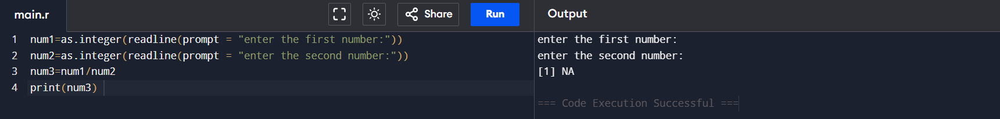 main.r
Share
Run
Output
1 num1=as.integer(readline(prompt = "enter the first number:"))
2 num2=as.integer(readline(prompt = "enter the second number:"))
3 num3=num1/num2
4 print(num3)
enter the first number:
enter the second number:
[1] NA
=== Code Execution Successful ===